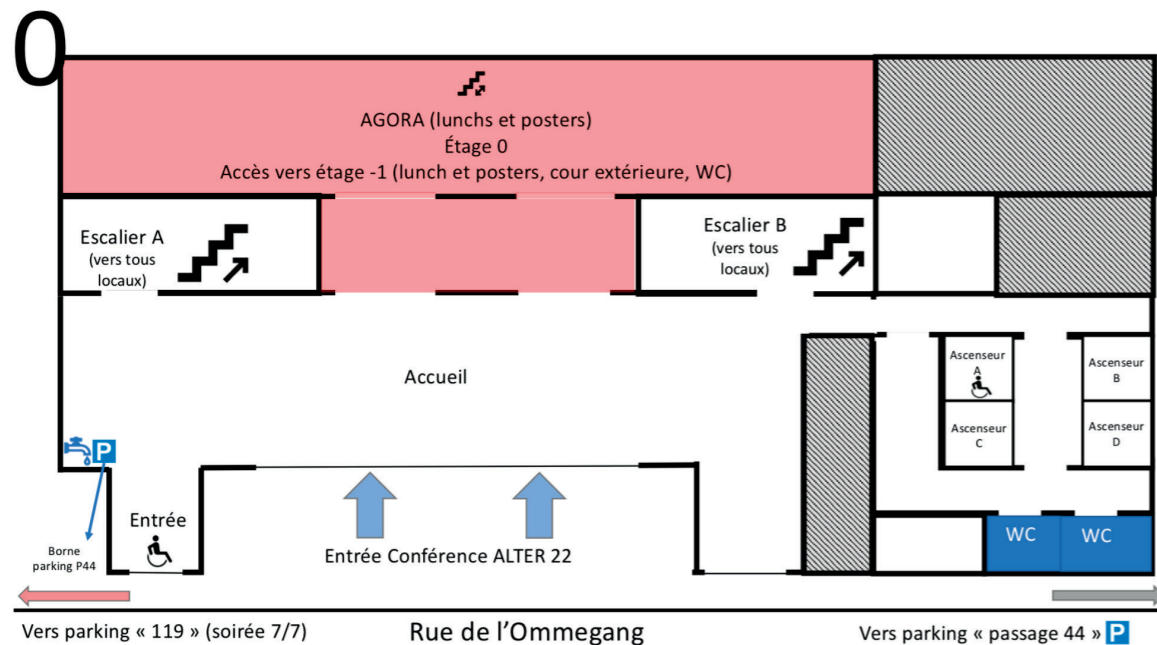 0
AGORA (lunchs et posters)
Étage 0
Accès vers étage -1 (lunch et posters, cour extérieure, WC)
Escalier A
(vers tous
locaux)
Escalier B
(vers tous
locaux)
Accueil
Ascenseur
A
Ascenseur
B
Ascenseur
C
Ascenseur
D
P
Entrée
Borne
parking P44
Entrée Conférence ALTER 22
WC
WC
Vers parking « 119 » (soirée 7/7)
Rue de l'Ommegang
Vers parking « passage 44 » P